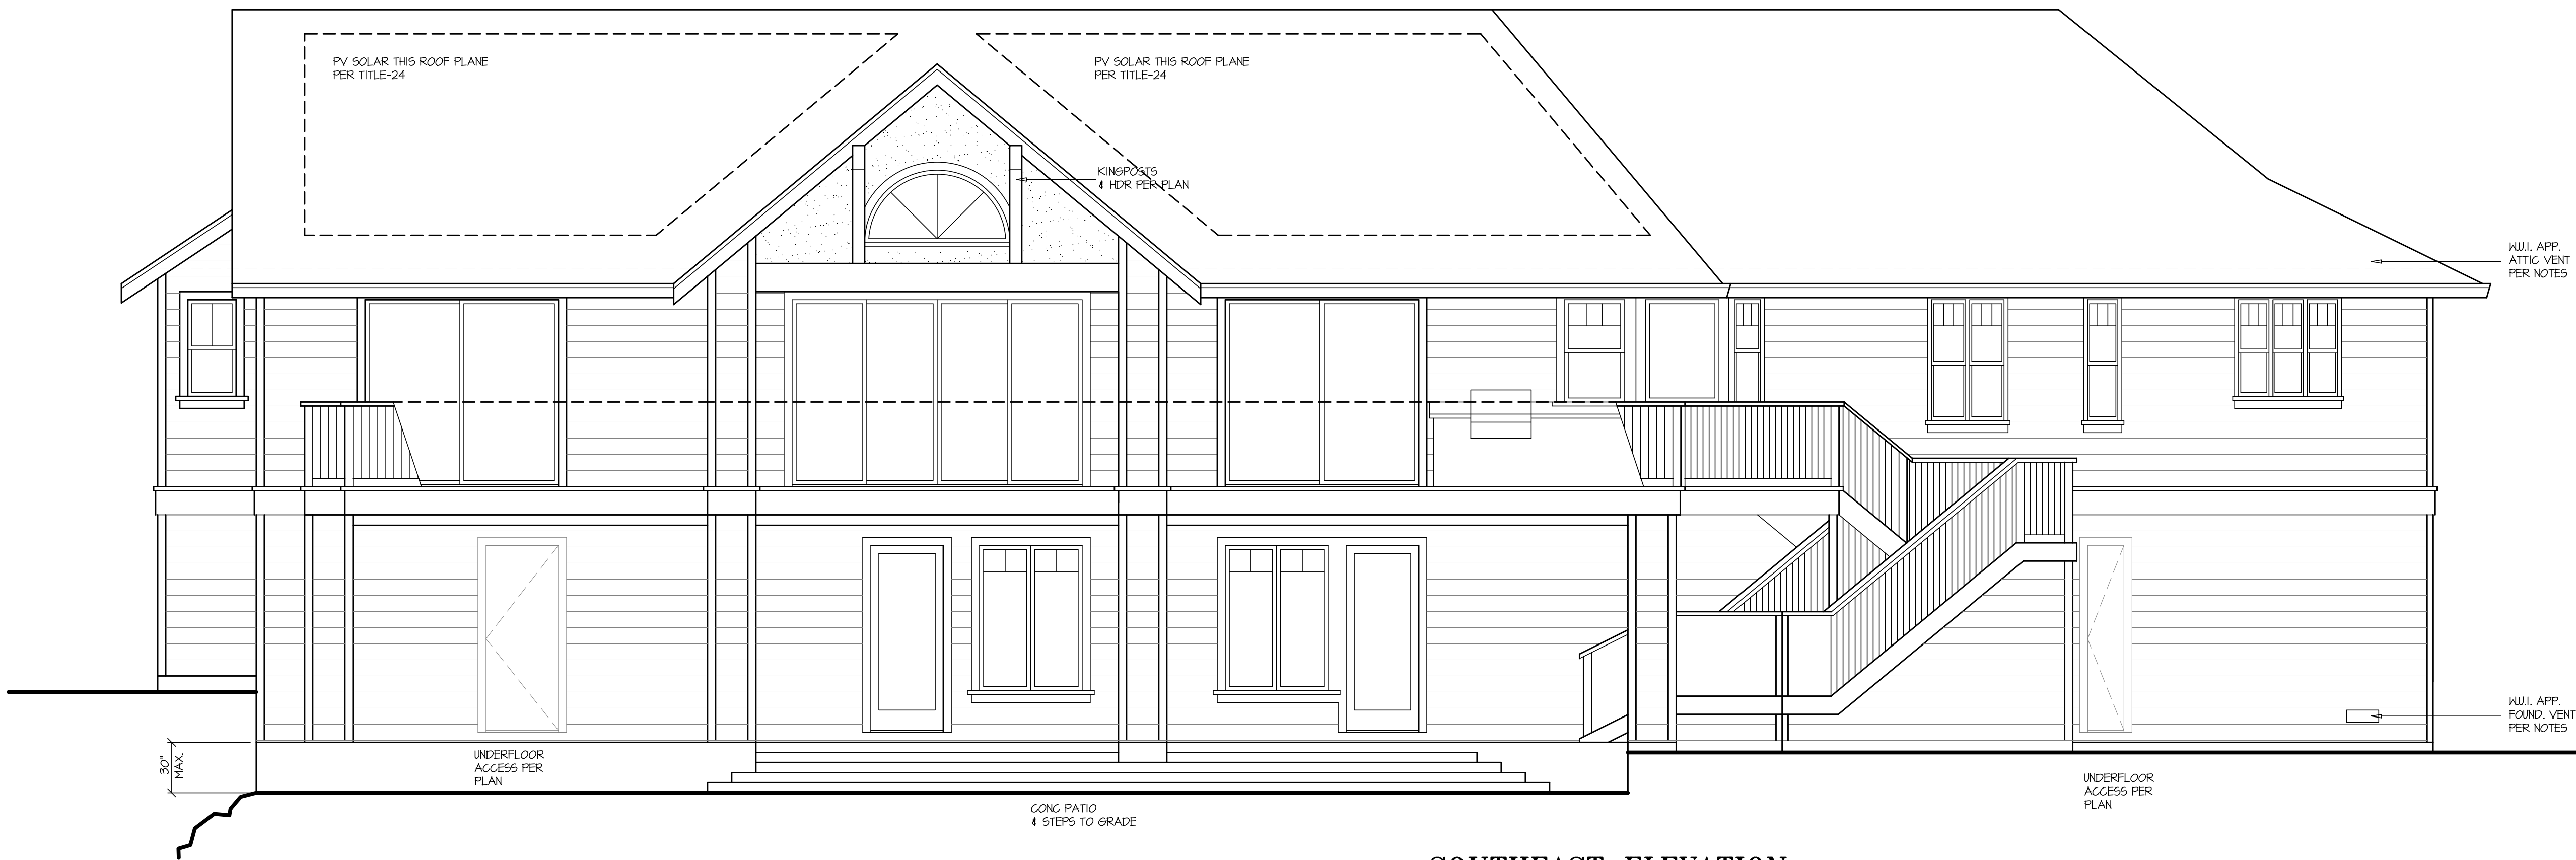 PV SOLAR THIS ROOF PLANE
PER TITLE-24
PV SOLAR THIS ROOF PLANE
PER TITLE-24
KINGPOSTS
& HDR PER PLAN
W.U.I. APP.
ATTIC VENT
PER NOTES
W.U.I. APP.
FOUND. VENT
PER NOTES
30"
MAX.
UNDERFLOOR
ACCESS PER
PLAN
UNDERFLOOR
ACCESS PER
PLAN
CONC PATIO
& STEPS TO GRADE
SOUTHEAST ELEVATION